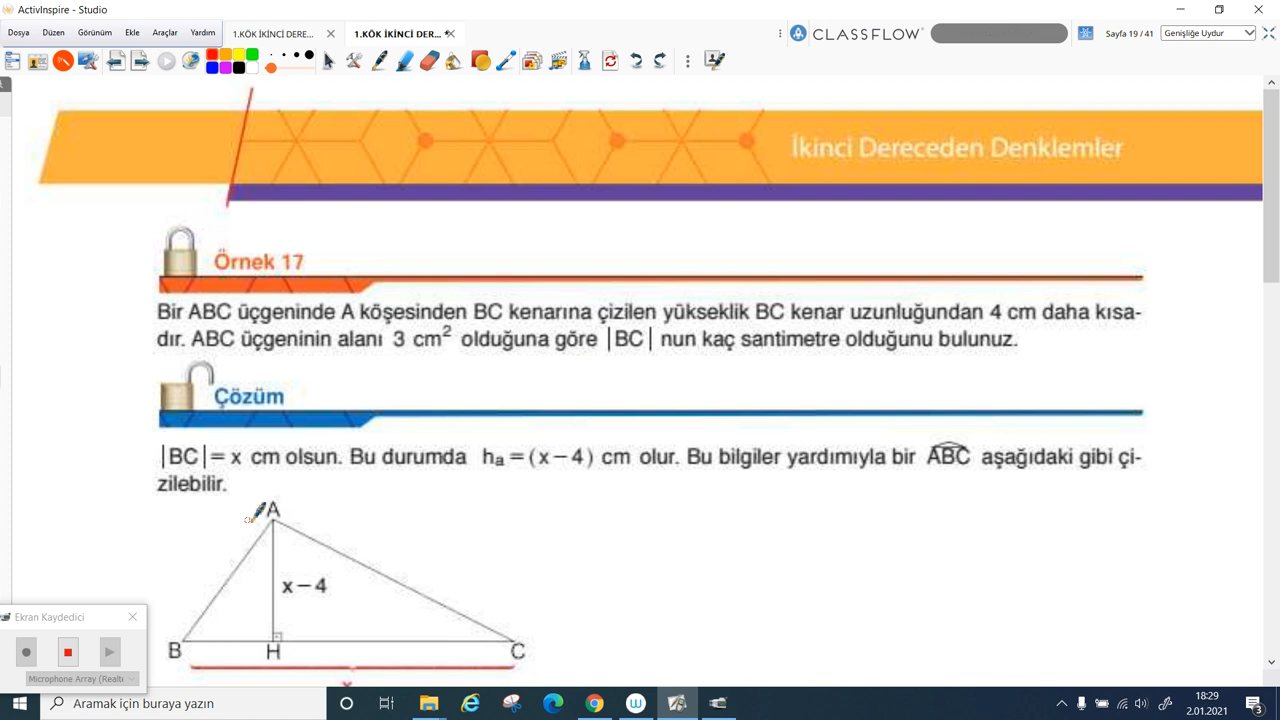 ActivInspire - Studio
Dosya Düzen Görünüm Ekle Araçlar Yardım
1.KÖK İKİNCİ DERE...
1.KÖK İKİNCİ DER...
CLASSFLOW
Sayfa 19 / 41
Genişliğe Uydur
İkinci Dereceden Denklemler
Örnek 17
Bir ABC üçgeninde A köşesinden BC kenarına çizilen yükseklik BC kenar uzunluğundan 4 cm daha kısa-
dır. ABC üçgeninin alanı 3 cm² olduğuna göre |BC| nun kaç santimetre olduğunu bulunuz.
Çözüm
|BC| = x cm olsun. Bu durumda hₐ = (x − 4) cm olur. Bu bilgiler yardımıyla bir ABC aşağıdaki gibi çi-
zilebilir.
A
x − 4
B H C
x
Ekran Kaydedici
Microphone Array (Realte
Aramak için buraya yazın
18:29
2.01.2021
3